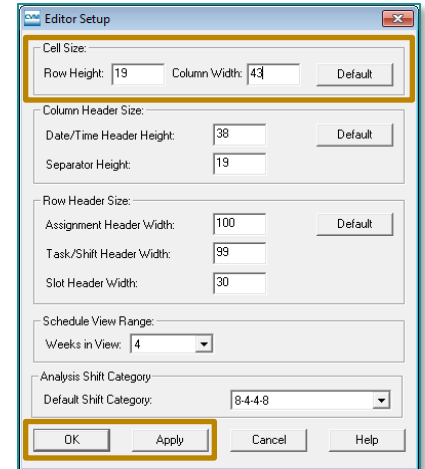 CVM Editor Setup
Cell Size:
Row Height: 19 Column Width: 43 Default
Column Header Size:
Date/Time Header Height: 38 Default
Separator Height: 19
Row Header Size:
Assignment Header Width: 100 Default
Task/Shift Header Width: 99
Slot Header Width: 30
Schedule View Range:
Weeks in View: 4
Analysis Shift Category
Default Shift Category: 8-4-4-8
OK Apply Cancel Help